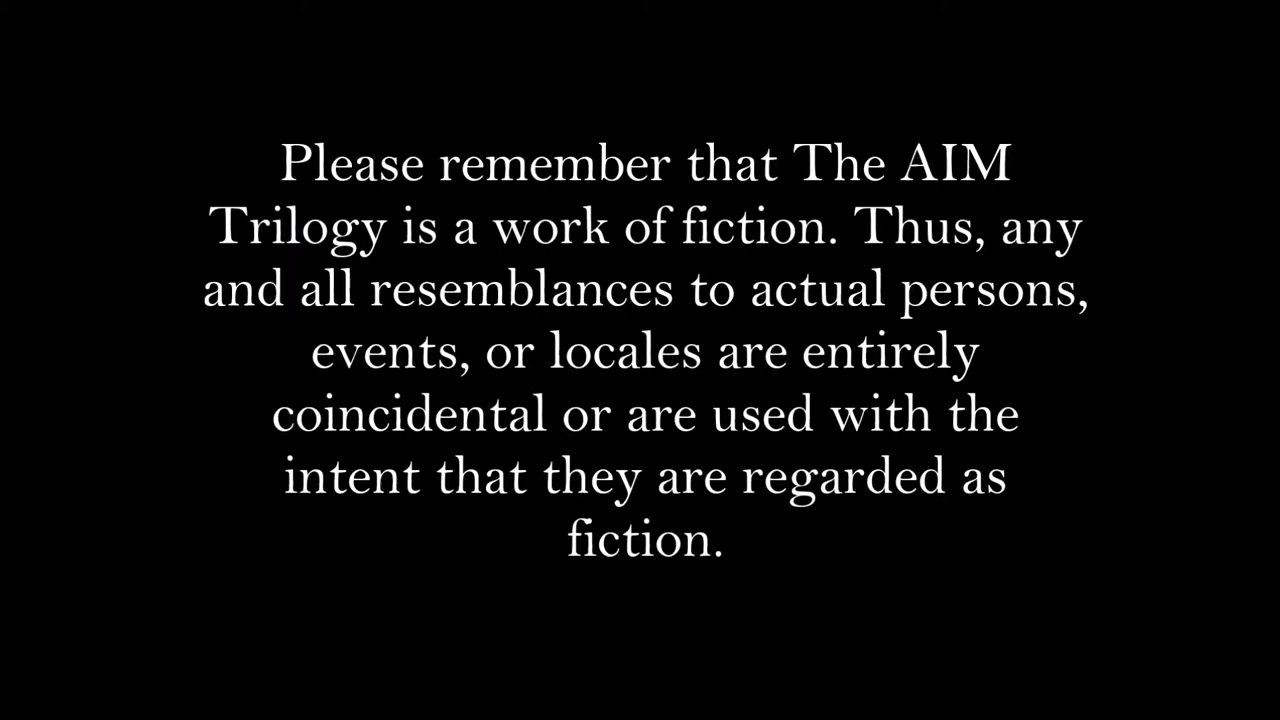 Please remember that The AIM
Trilogy is a work of fiction. Thus, any
and all resemblances to actual persons,
events, or locales are entirely
coincidental or are used with the
intent that they are regarded as
fiction.